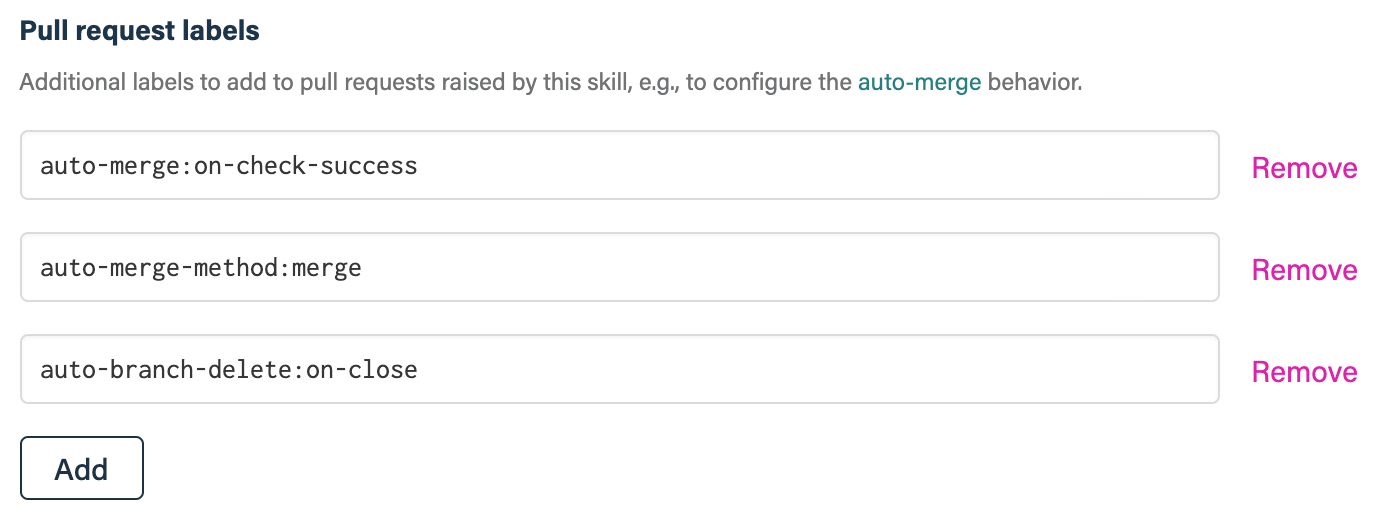 Pull request labels
Additional labels to add to pull requests raised by this skill, e.g., to configure the auto-merge behavior.
auto-merge:on-check-success Remove
auto-merge-method:merge Remove
auto-branch-delete:on-close Remove
Add